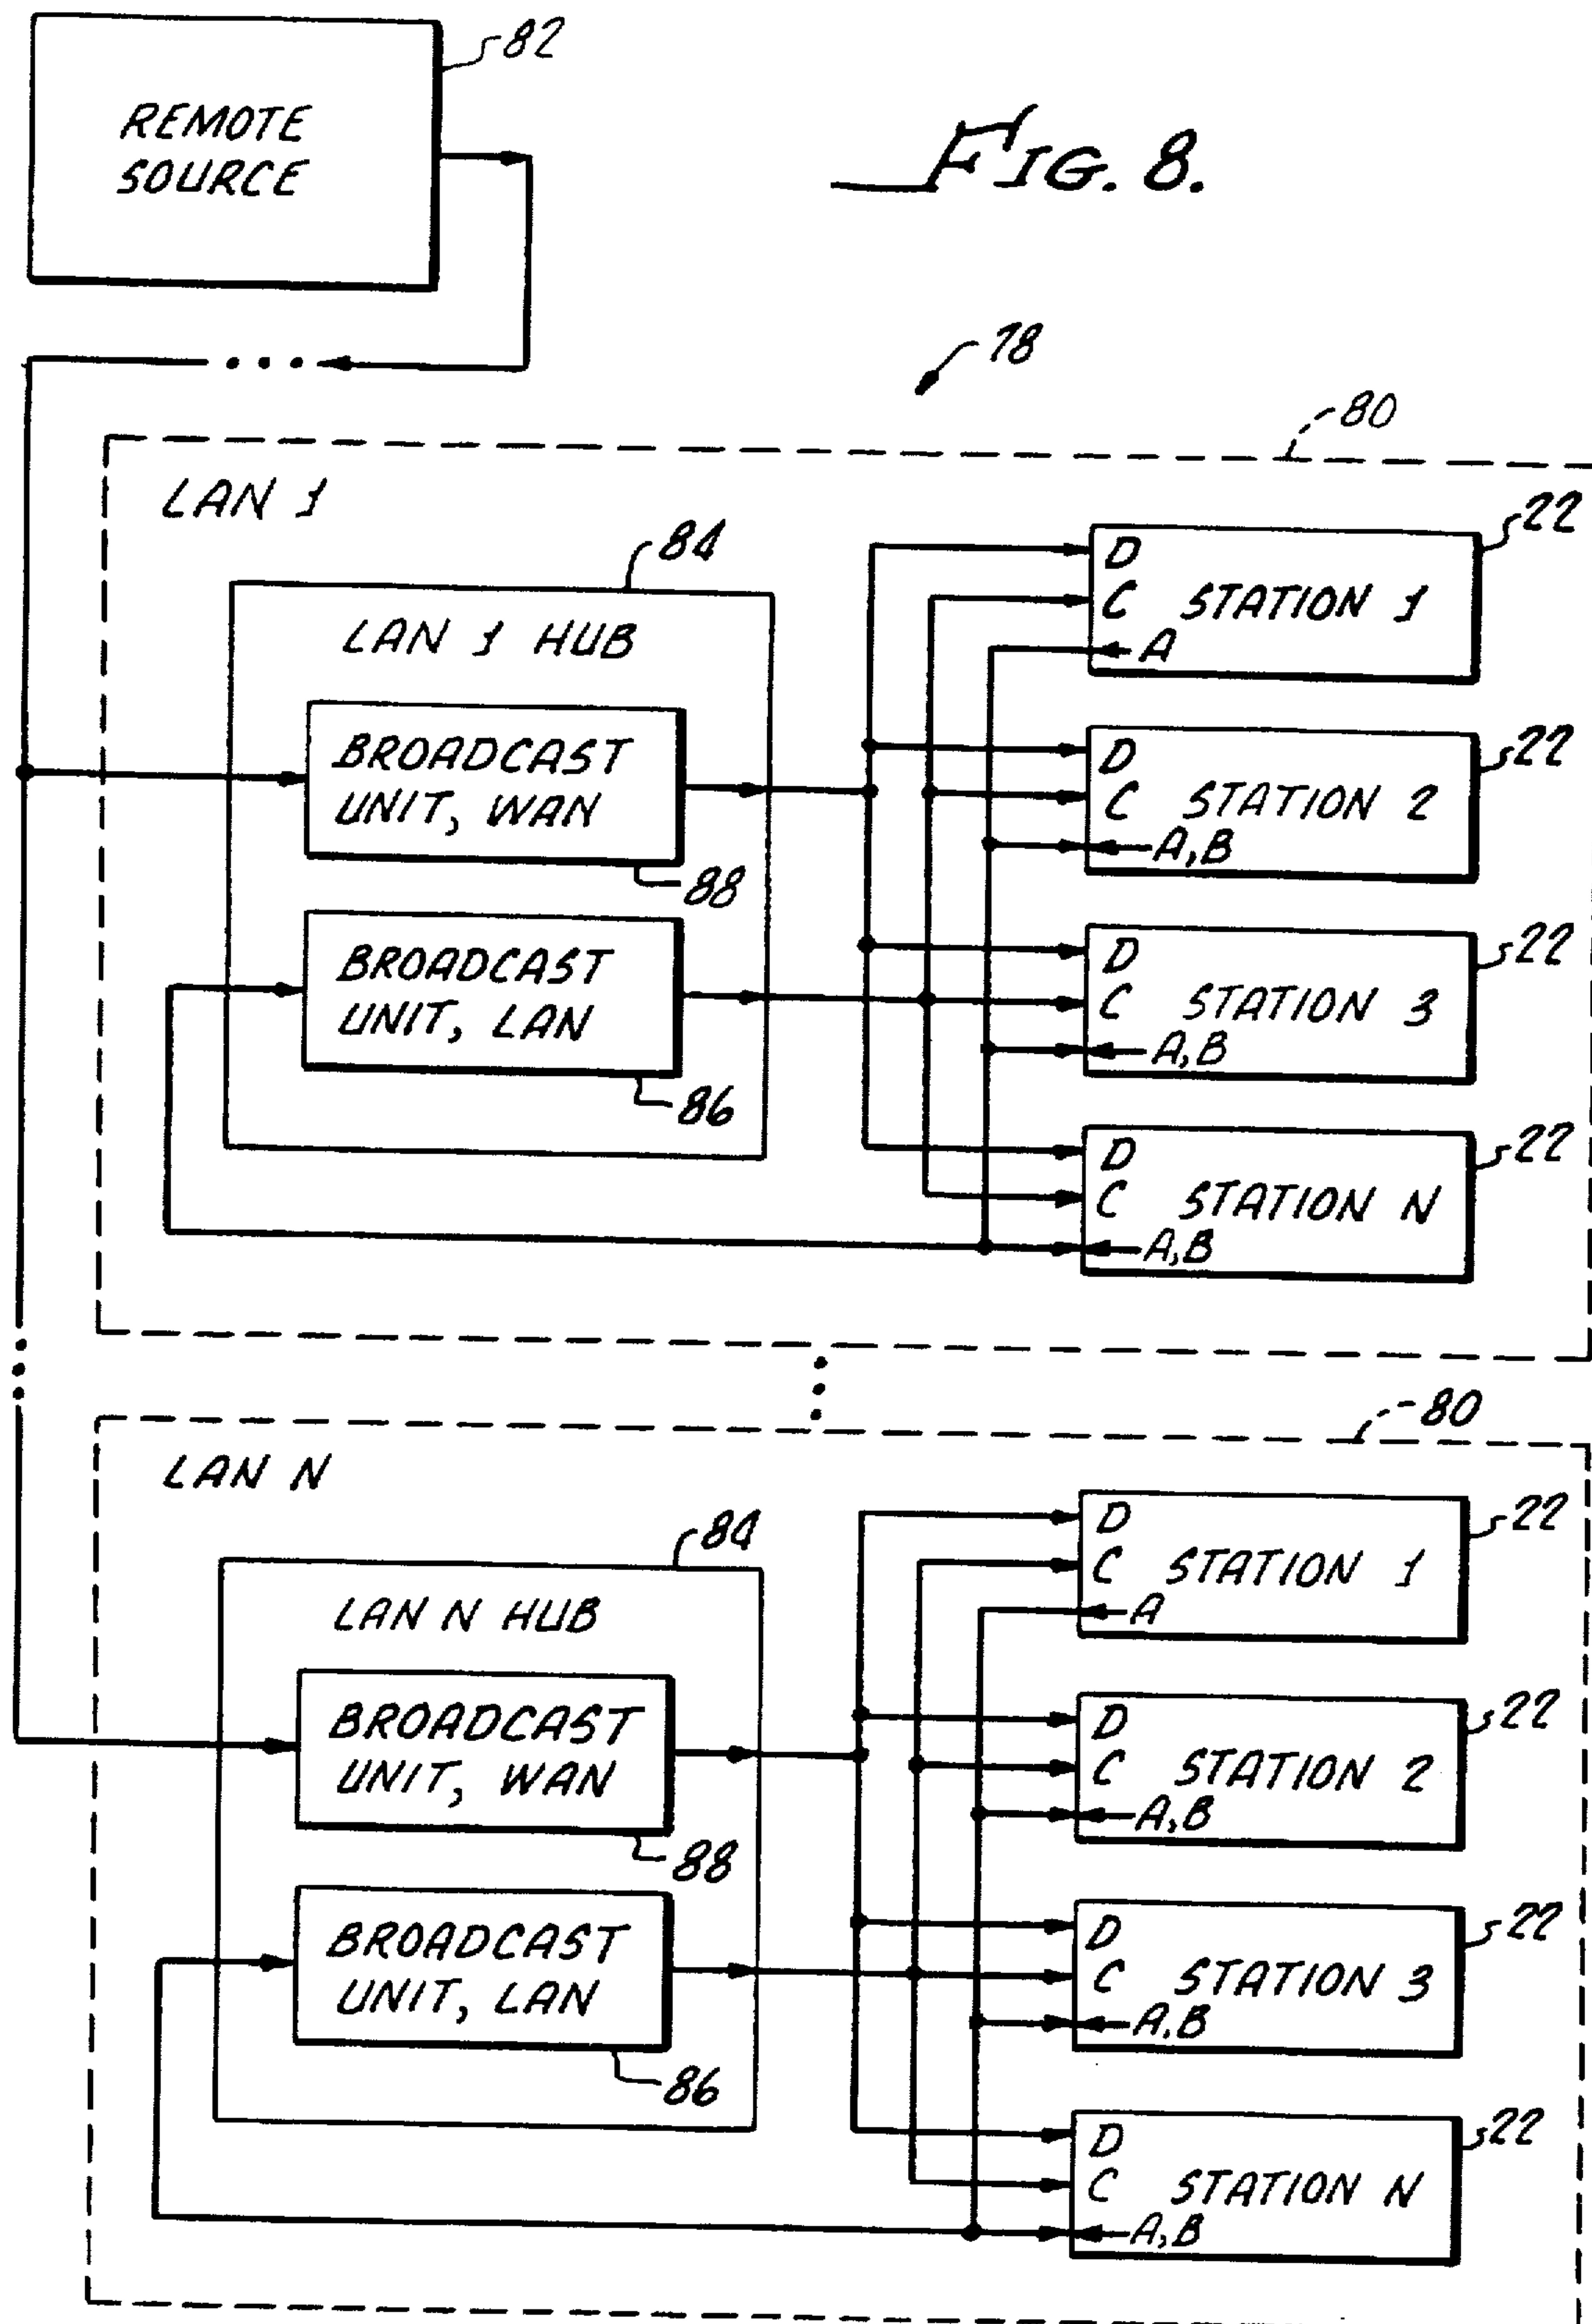 82
REMOTE
SOURCE
FIG. 8.
78
80
LAN 1
22
84
D
C STATION 1
A
LAN 1 HUB
22
BROADCAST
UNIT, WAN
D
C STATION 2
A,B
88
22
BROADCAST
UNIT, LAN
D
C STATION 3
A,B
86
22
D
C STATION N
A,B
80
LAN N
22
84
D
C STATION 1
A
LAN N HUB
22
BROADCAST
UNIT, WAN
D
C STATION 2
A,B
88
22
BROADCAST
UNIT, LAN
D
C STATION 3
A,B
86
22
D
C STATION N
A,B